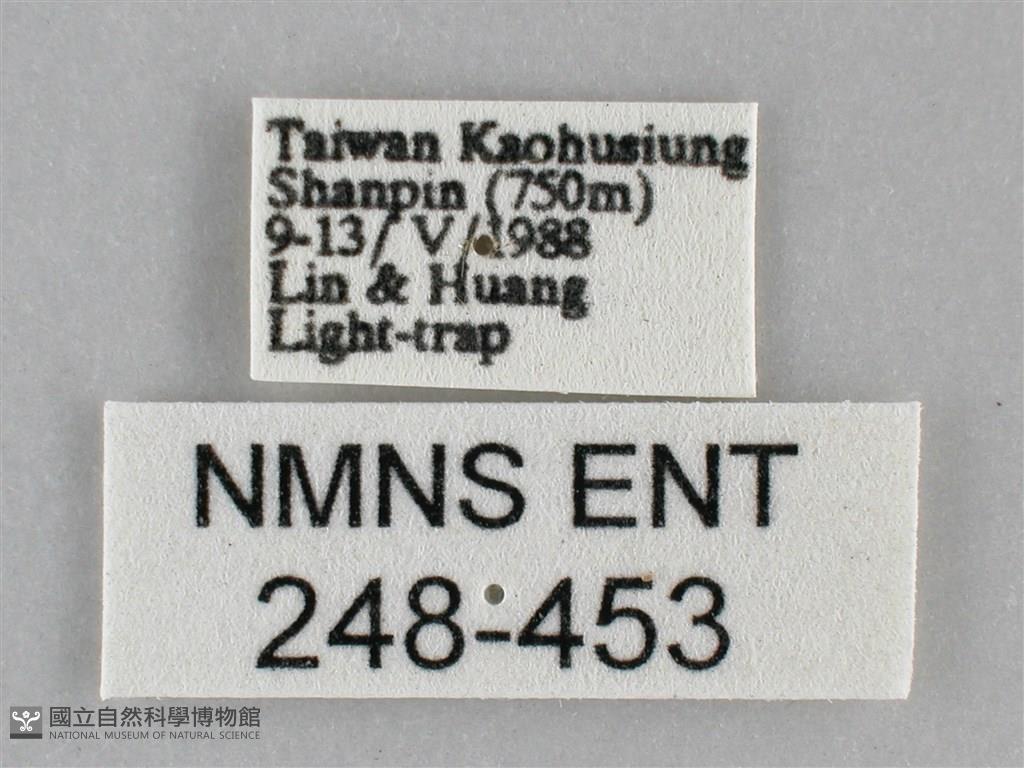 Taiwan Kaohusiung
Shanpin (750m)
9-13/ V/1988
Lin & Huang
Light-trap
NMNS ENT
248-453
國立自然科學博物館
NATIONAL MUSEUM OF NATURAL SCIENCE